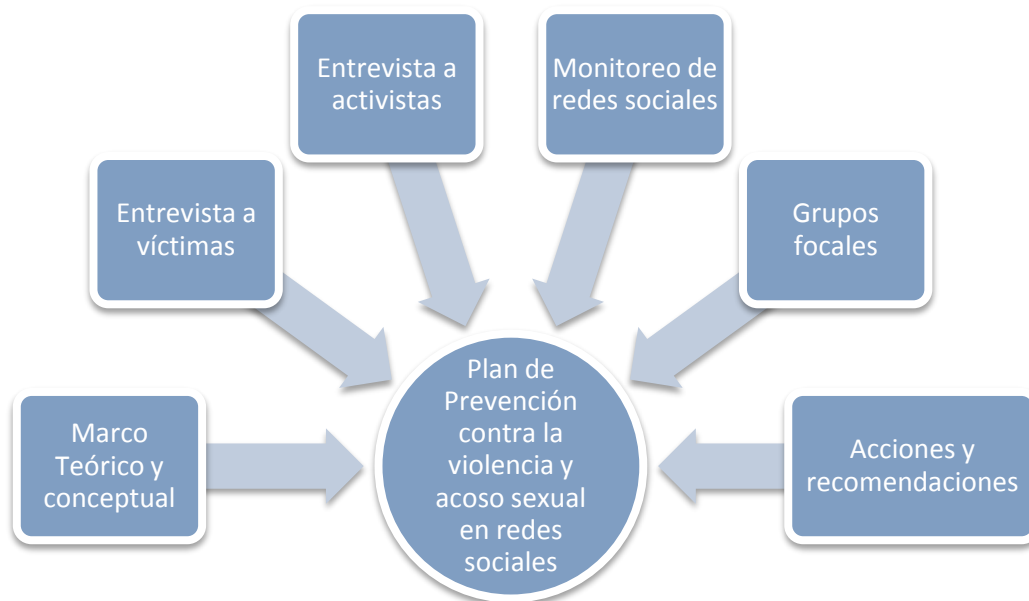 Entrevista a
activistas
Monitoreo de
redes sociales
Entrevista a
víctimas
Grupos
focales
Marco
Teórico y
conceptual
Plan de
Prevención
contra la
violencia y
acoso sexual
en redes
sociales
Acciones y
recomendaciones